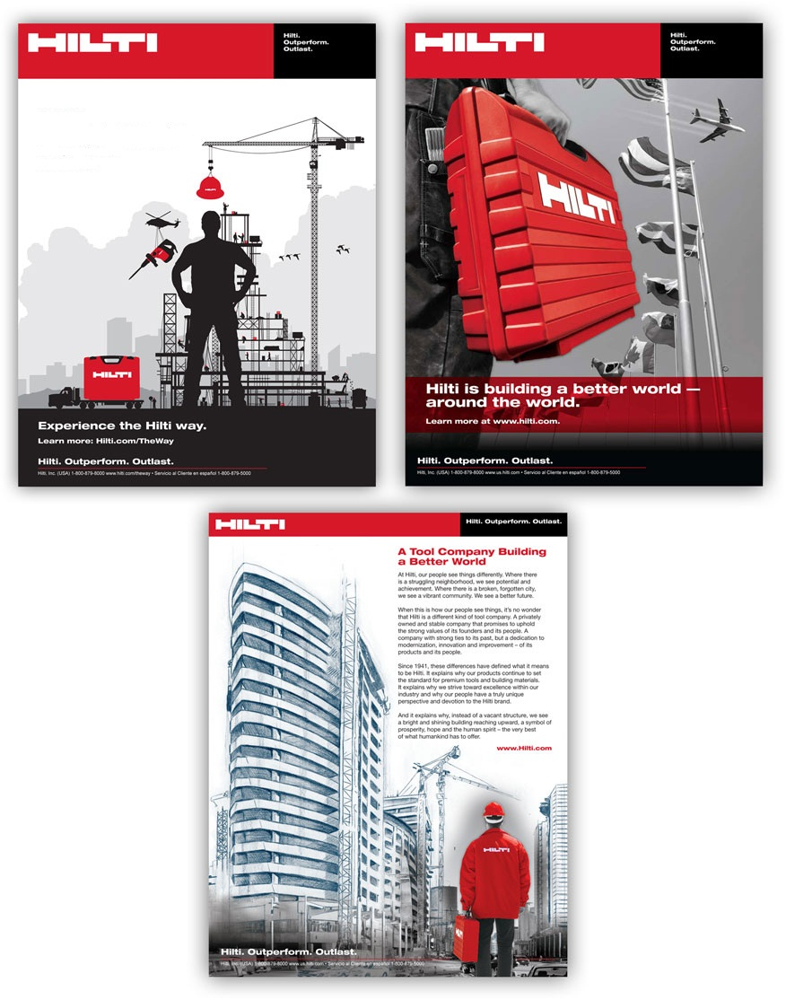 HILTI
Hilti.
Outperform.
Outlast.
HILTI
HILTI
Experience the Hilti way.
Learn more: Hilti.com/TheWay
Hilti. Outperform. Outlast.
Hilti, Inc. (USA) 1-800-879-8000 www.hilti.com/theway • Servicio al Cliente en español 1-800-879-5000
HILTI
Hilti.
Outperform.
Outlast.
HILTI
Hilti is building a better world —
around the world.
Learn more at www.hilti.com.
Hilti. Outperform. Outlast.
Hilti, Inc. (USA) 1-800-879-8000 www.us.hilti.com • Servicio al Cliente en español 1-800-879-5000
HILTI
Hilti. Outperform. Outlast.
A Tool Company Building
a Better World
At Hilti, our people see things differently. Where there
is a struggling neighborhood, we see potential and
achievement. Where there is a broken, forgotten city,
we see a vibrant community. We see a better future.
When this is how our people see things, it's no wonder
that Hilti is a different kind of tool company. A privately
owned and stable company that promises to uphold
the strong values of its founders and its people. A
company with strong ties to its past, but a dedication to
modernization, innovation and improvement – of its
products and its people.
Since 1941, these differences have defined what it means
to be Hilti. It explains why our products continue to set
the standard for premium tools and building materials.
It explains why we strive toward excellence within our
industry and why our people have a truly unique
perspective and devotion to the Hilti brand.
And it explains why, instead of a vacant structure, we see
a bright and shining building reaching upward, a symbol of
prosperity, hope and the human spirit – the very best
of what humankind has to offer.
www.Hilti.com
HILTI
Hilti. Outperform. Outlast.
Hilti, Inc. (USA) 1-800-879-8000 www.us.hilti.com • Servicio al Cliente en español 1-800-879-5000